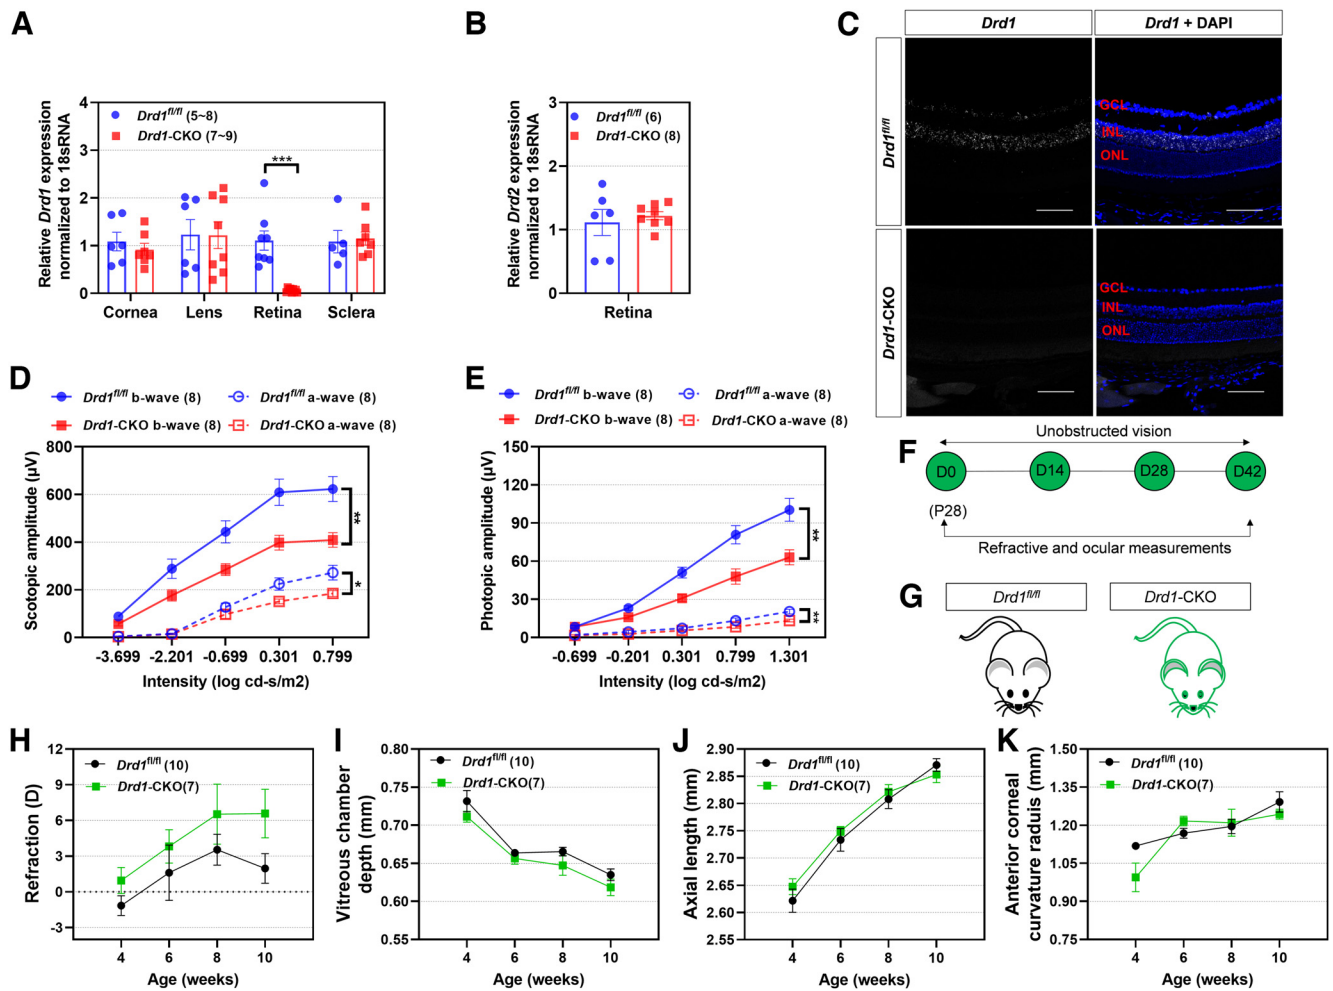 A
Relative Drd1 expression
normalized to 18sRNA
4
3
2
1
0
Drd1fl/fl (5~8)
Drd1-CKO (7~9)
***
Cornea
Lens
Retina
Sclera
B
Relative Drd2 expression
normalized to 18sRNA
3
2
1
0
Drd1fl/fl (6)
Drd1-CKO (8)
Retina
C
Drd1
Drd1 + DAPI
Drd1fl/fl
GCL
INL
ONL
Drd1-CKO
GCL
INL
ONL
D
Drd1fl/fl b-wave (8)
Drd1fl/fl a-wave (8)
Drd1-CKO b-wave (8)
Drd1-CKO a-wave (8)
Scotopic amplitude (µV)
800
600
400
200
0
**
*
-3.699
-2.201
-0.699
0.301
0.799
Intensity (log cd-s/m2)
E
Drd1fl/fl b-wave (8)
Drd1fl/fl a-wave (8)
Drd1-CKO b-wave (8)
Drd1-CKO a-wave (8)
Photopic amplitude (µV)
150
120
90
60
30
0
**
**
-0.699
-0.201
0.301
0.799
1.301
Intensity (log cd-s/m2)
F
Unobstructed vision
D0
D14
D28
D42
(P28)
Refractive and ocular measurements
G
Drd1fl/fl
Drd1-CKO
H
Refraction (D)
12
9
6
3
0
-3
Drd1fl/fl (10)
Drd1-CKO(7)
4
6
8
10
Age (weeks)
I
Vitreous chamber
depth (mm)
0.80
0.75
0.70
0.65
0.60
0.55
Drd1fl/fl (10)
Drd1-CKO(7)
4
6
8
10
Age (weeks)
J
Axial length (mm)
2.90
2.85
2.80
2.75
2.70
2.65
2.60
2.55
Drd1fl/fl (10)
Drd1-CKO(7)
4
6
8
10
Age (weeks)
K
Anterior corneal
curvature raduis (mm)
1.50
1.35
1.20
1.05
0.90
0.75
Drd1fl/fl (10)
Drd1-CKO(7)
4
6
8
10
Age (weeks)